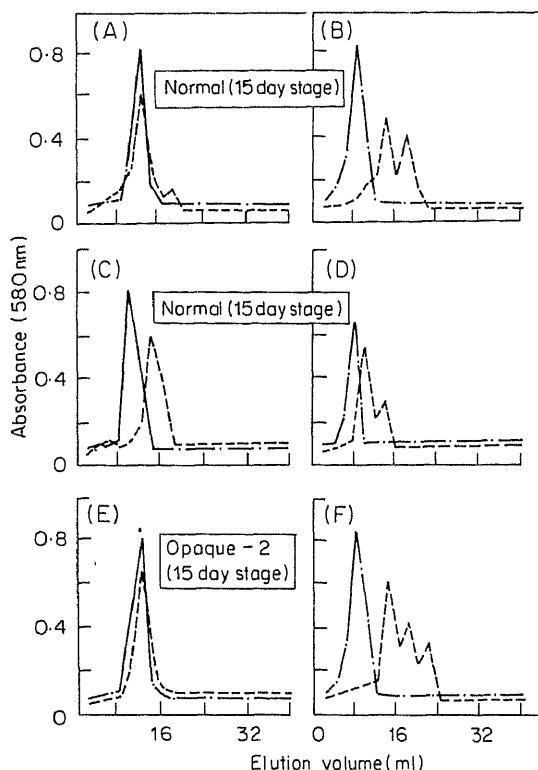 (A)
(B)
0·8
0·4
0
Normal (15 day stage)
(C)
(D)
0·8
0·4
0
Normal (15 day stage)
(E)
(F)
0·8
0·4
0
Opaque - 2
(15 day stage)
Absorbance (580nm)
16 32 0 16 32
Elution volume (ml)